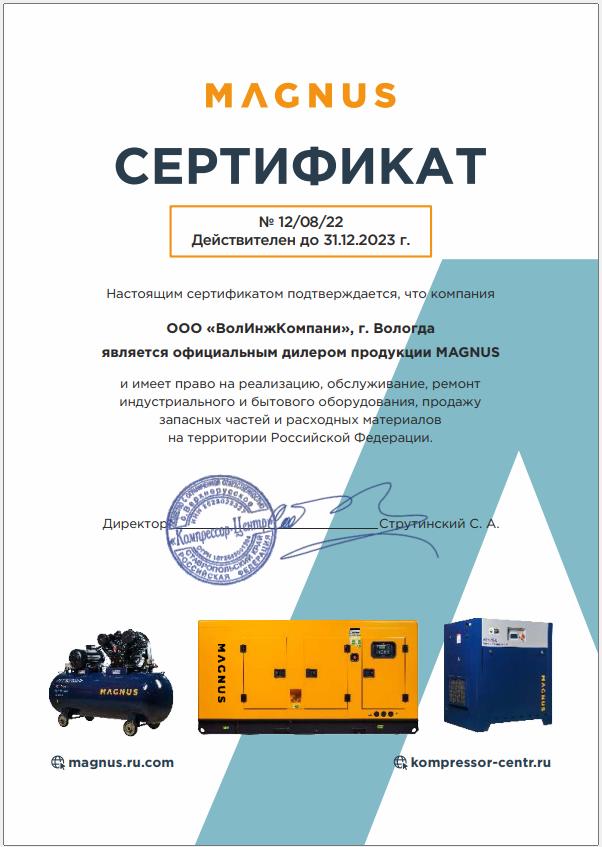 MAGNUS
СЕРТИФИКАТ
№ 12/08/22
Действителен до 31.12.2023 г.
Настоящим сертификатом подтверждается, что компания
ООО «ВолИнжКомпани», г. Вологда
является официальным дилером продукции MAGNUS
и имеет право на реализацию, обслуживание, ремонт
индустриального и бытового оборудования, продажу
запасных частей и расходных материалов
на территории Российской Федерации.
Директор
Струтинский С. А.
с.Верхнерусское
«Компрессор-Центр»
СТАВРОПОЛЬСКИЙ КРАЙ
РОССИЙСКАЯ ФЕДЕРАЦИЯ
MAGNUS
MAGNUS
MAGNUS
magnus.ru.com
kompressor-centr.ru